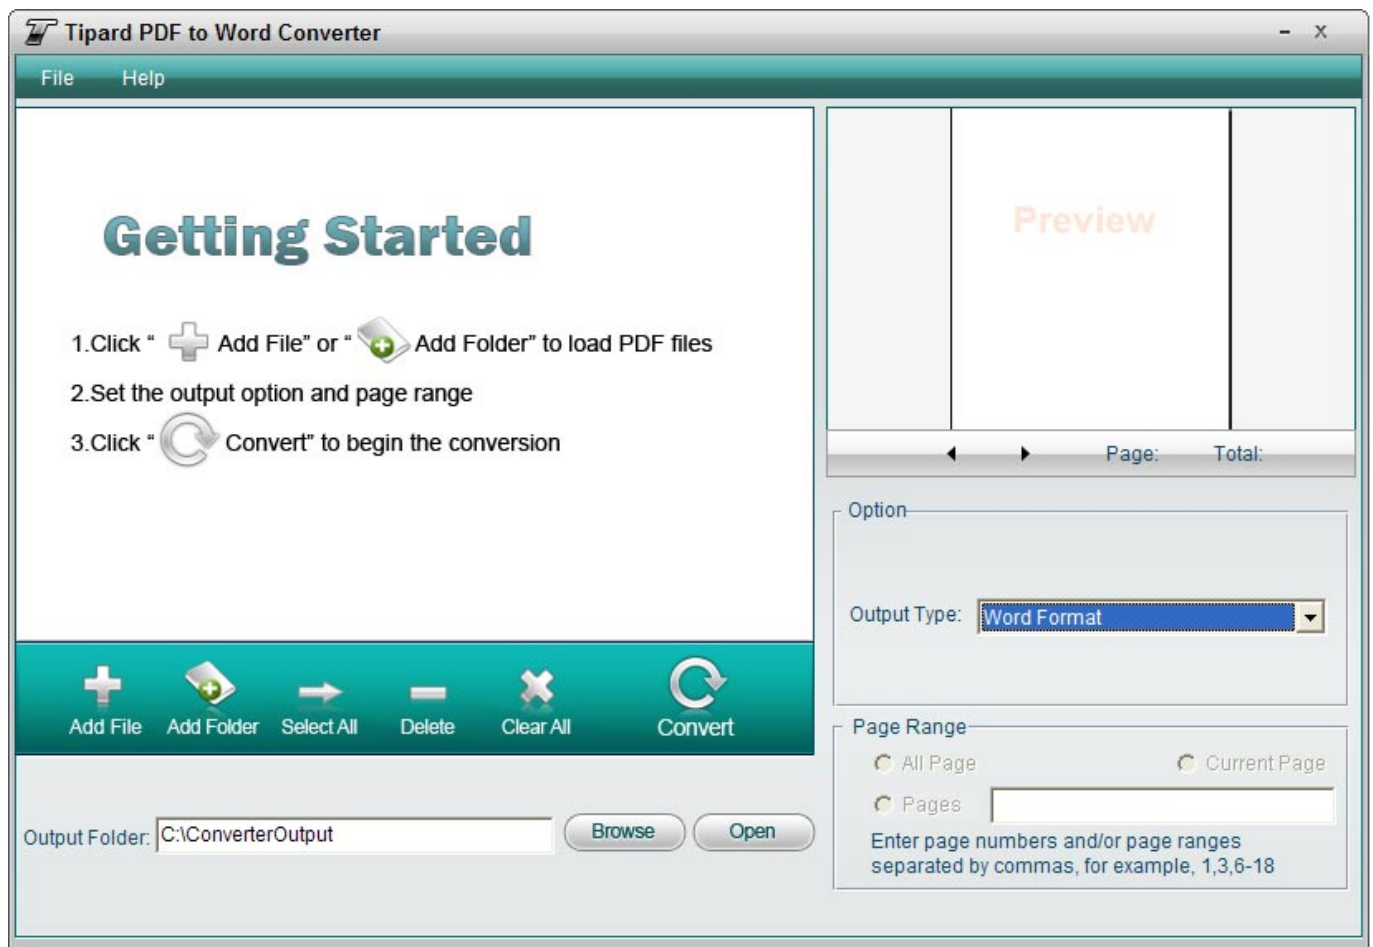 Tipard PDF to Word Converter
- x
File Help
Getting Started
1.Click “ Add File” or “ Add Folder” to load PDF files
2.Set the output option and page range
3.Click “ Convert” to begin the conversion
Preview
Page: Total:
Option
Output Type: Word Format
Add File Add Folder Select All Delete Clear All Convert
Page Range
All Page Current Page
Pages
Enter page numbers and/or page ranges
separated by commas, for example, 1,3,6-18
Output Folder: C:\ConverterOutput Browse Open